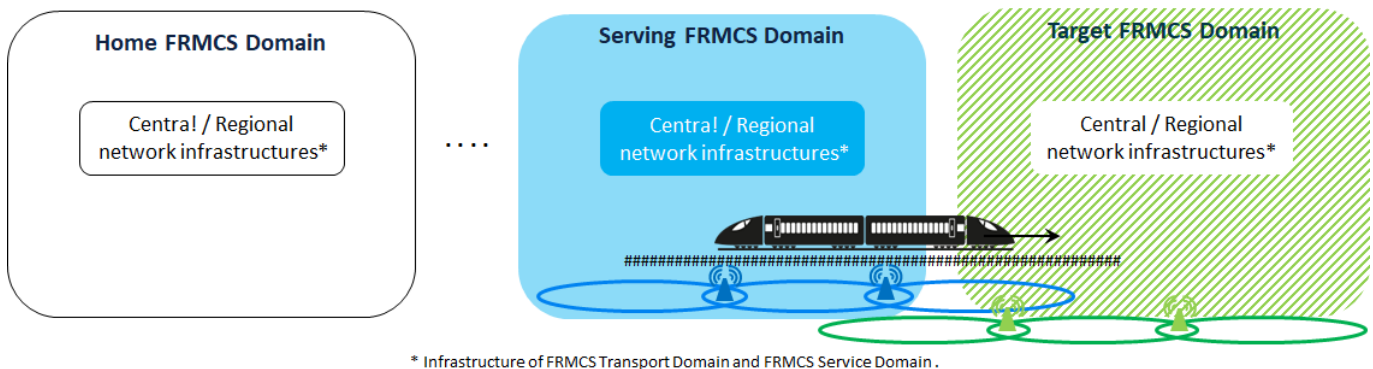 Home FRMCS Domain
Serving FRMCS Domain
Target FRMCS Domain
Centra! / Regional
network infrastructures*
. . . .
Centra! / Regional
network infrastructures*
Central / Regional
network infrastructures*
* Infrastructure of FRMCS Transport Domain and FRMCS Service Domain .